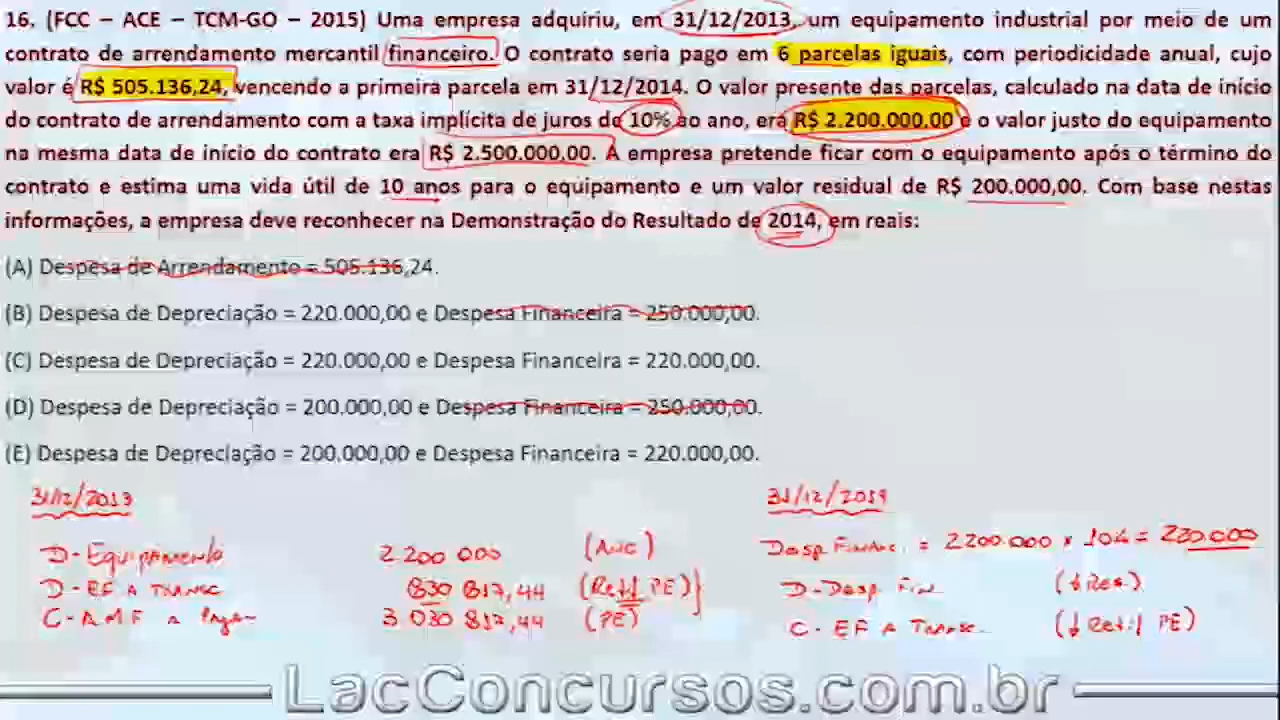 16. (FCC – ACE – TCM-GO – 2015) Uma empresa adquiriu, em 31/12/2013, um equipamento industrial por meio de um
contrato de arrendamento mercantil financeiro. O contrato seria pago em 6 parcelas iguais, com periodicidade anual, cujo
valor é R$ 505.136,24, vencendo a primeira parcela em 31/12/2014. O valor presente das parcelas, calculado na data de início
do contrato de arrendamento com a taxa implícita de juros de 10% ao ano, era R$ 2.200.000,00 e o valor justo do equipamento
na mesma data de início do contrato era R$ 2.500.000,00. A empresa pretende ficar com o equipamento após o término do
contrato e estima uma vida útil de 10 anos para o equipamento e um valor residual de R$ 200.000,00. Com base nestas
informações, a empresa deve reconhecer na Demonstração do Resultado de 2014, em reais:
(A) Despesa de Arrendamento = 505.136,24.
(B) Despesa de Depreciação = 220.000,00 e Despesa Financeira = 250.000,00.
(C) Despesa de Depreciação = 220.000,00 e Despesa Financeira = 220.000,00.
(D) Despesa de Depreciação = 200.000,00 e Despesa Financeira = 250.000,00.
(E) Despesa de Depreciação = 200.000,00 e Despesa Financeira = 220.000,00.
31/12/2013
D-Equipamento 2 200 000 (ANC)
D-EF A TRANSC 830 817,44 (Retif PE)
C-AMF a Pagar 3 030 817,44 (PE)
31/12/2014
Desp Financ. = 2200.000 x 10% = 220.000
D-Desp Fin (↓ Res.)
C-EF A Transc. (↓ Retif PE)
LacConcursos.com.br